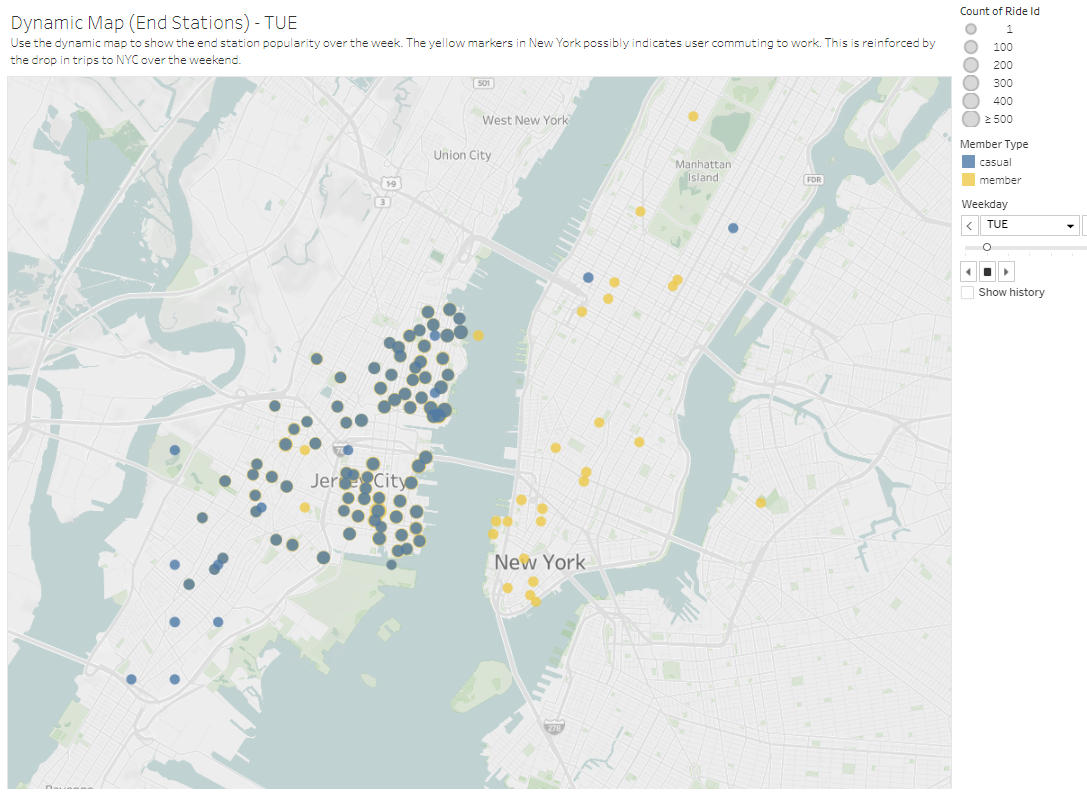 Dynamic Map (End Stations) - TUE
Use the dynamic map to show the end station popularity over the week. The yellow markers in New York possibly indicates user commuting to work. This is reinforced by
the drop in trips to NYC over the weekend.
Count of Ride Id
1
100
200
300
400
≥ 500
Member Type
casual
member
Weekday
TUE
Show history
501
West New York
Union City
1-9
3
Manhattan
Island
FDR
Jersey City
New York
278